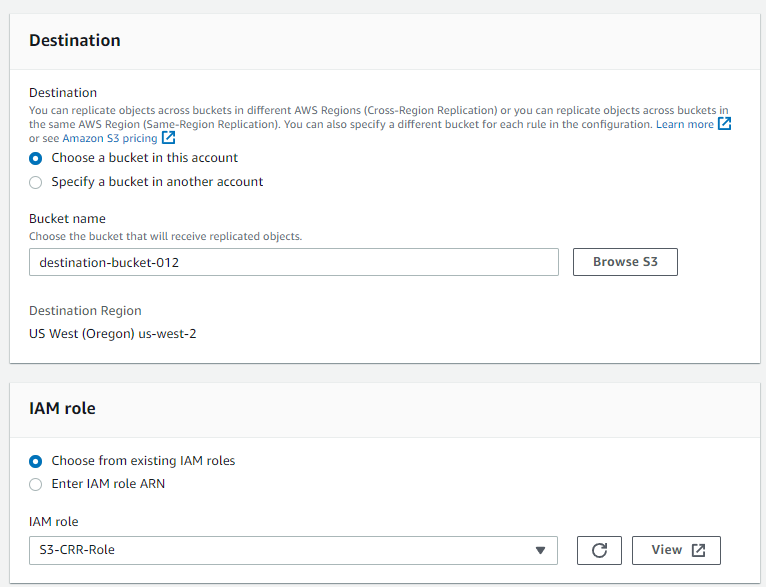 Destination
Destination
You can replicate objects across buckets in different AWS Regions (Cross-Region Replication) or you can replicate objects across buckets in
the same AWS Region (Same-Region Replication). You can also specify a different bucket for each rule in the configuration. Learn more
or see Amazon S3 pricing
Choose a bucket in this account
Specify a bucket in another account
Bucket name
Choose the bucket that will receive replicated objects.
destination-bucket-012
Browse S3
Destination Region
US West (Oregon) us-west-2
IAM role
Choose from existing IAM roles
Enter IAM role ARN
IAM role
S3-CRR-Role
View